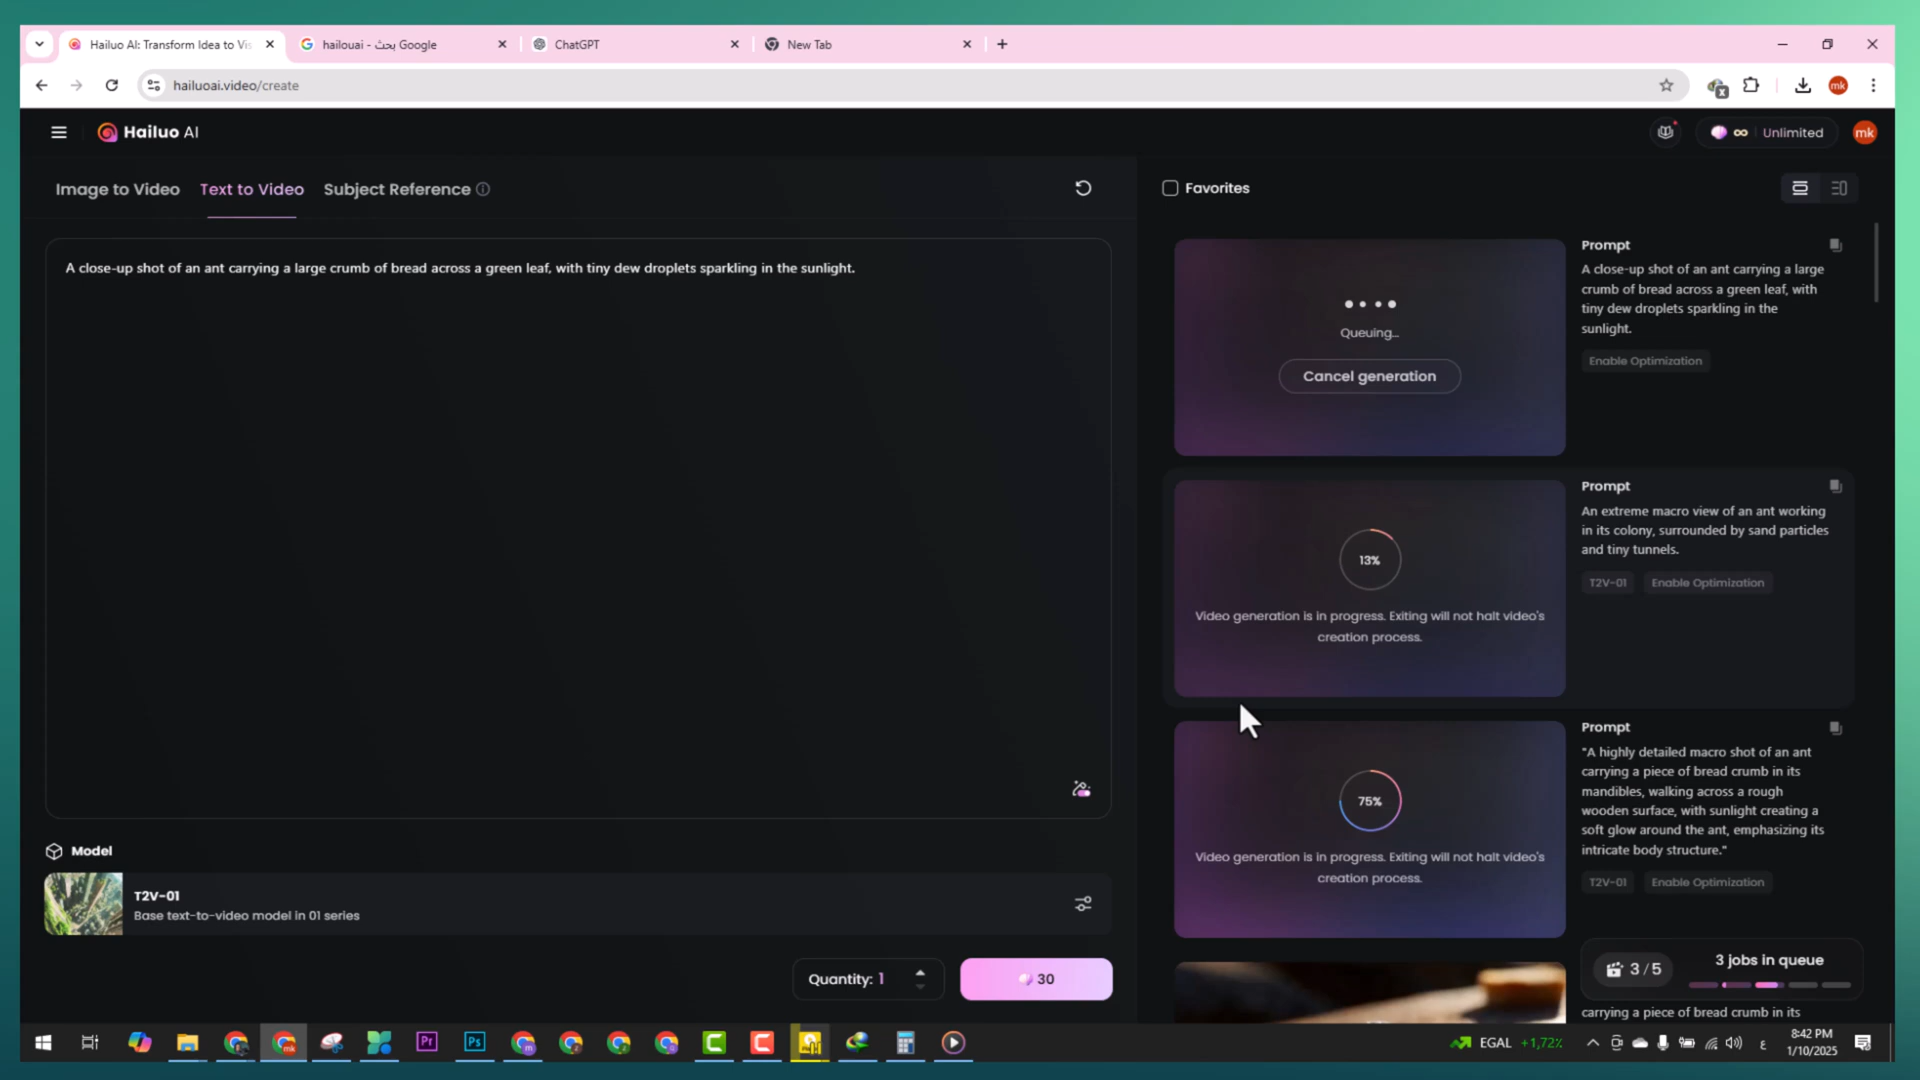 Hailuo AI: Transform Idea to Vis
hailouai - بحث Google
ChatGPT
New Tab
hailuoai.video/create
mk
Hailuo AI
Unlimited
mk
Image to Video
Text to Video
Subject Reference
Favorites
A close-up shot of an ant carrying a large crumb of bread across a green leaf, with tiny dew droplets sparkling in the sunlight.
Queuing...
Cancel generation
Prompt
A close-up shot of an ant carrying a large
crumb of bread across a green leaf, with
tiny dew droplets sparkling in the
sunlight.
Enable Optimization
13%
Video generation is in progress. Exiting will not halt video's
creation process.
Prompt
An extreme macro view of an ant working
in its colony, surrounded by sand particles
and tiny tunnels.
T2V-01
Enable Optimization
75%
Video generation is in progress. Exiting will not halt video's
creation process.
Prompt
"A highly detailed macro shot of an ant
carrying a piece of bread crumb in its
mandibles, walking across a rough
wooden surface, with sunlight creating a
soft glow around the ant, emphasizing its
intricate body structure."
T2V-01
Enable Optimization
Model
T2V-01
Base text-to-video model in 01 series
Quantity: 1
30
3 / 5
3 jobs in queue
carrying a piece of bread crumb in its
Pr
Ps
EGAL +1,72%
ع
8:42 PM
1/10/2025